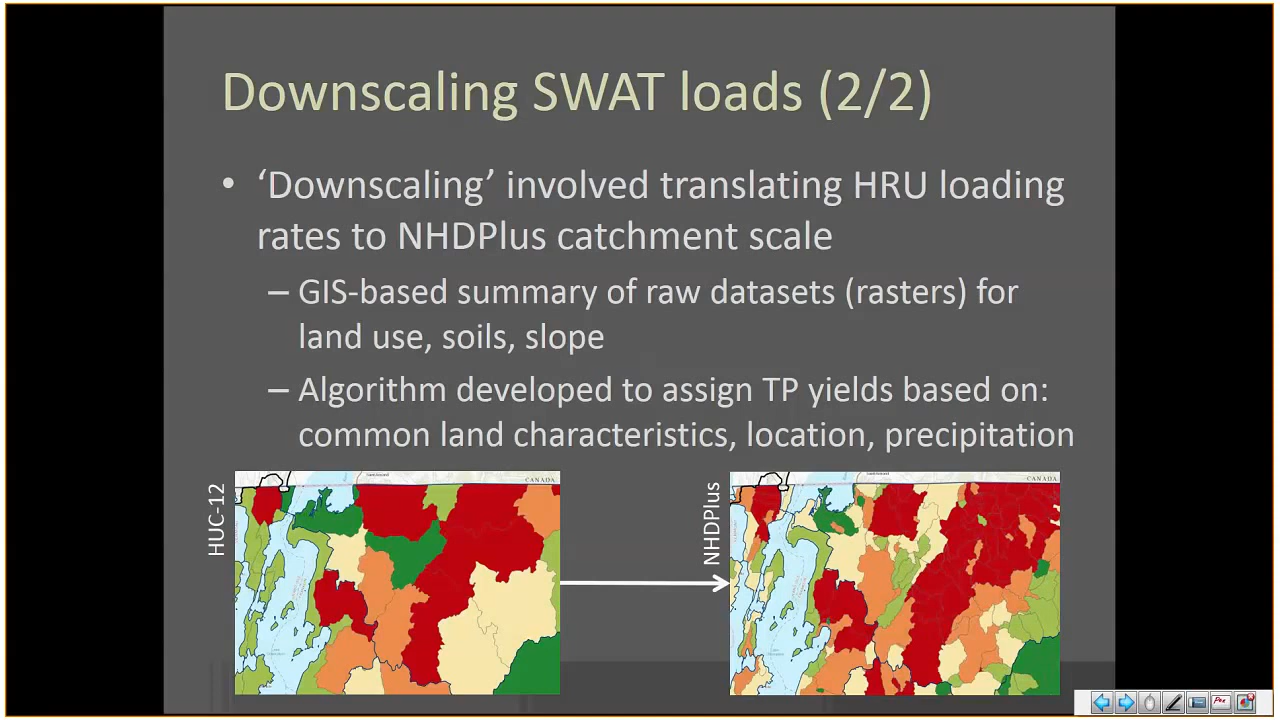 Downscaling SWAT loads (2/2)
• ‘Downscaling’ involved translating HRU loading
rates to NHDPlus catchment scale
– GIS-based summary of raw datasets (rasters) for
land use, soils, slope
– Algorithm developed to assign TP yields based on:
common land characteristics, location, precipitation
HUC-12
CANADA
NHDPlus
CANADA